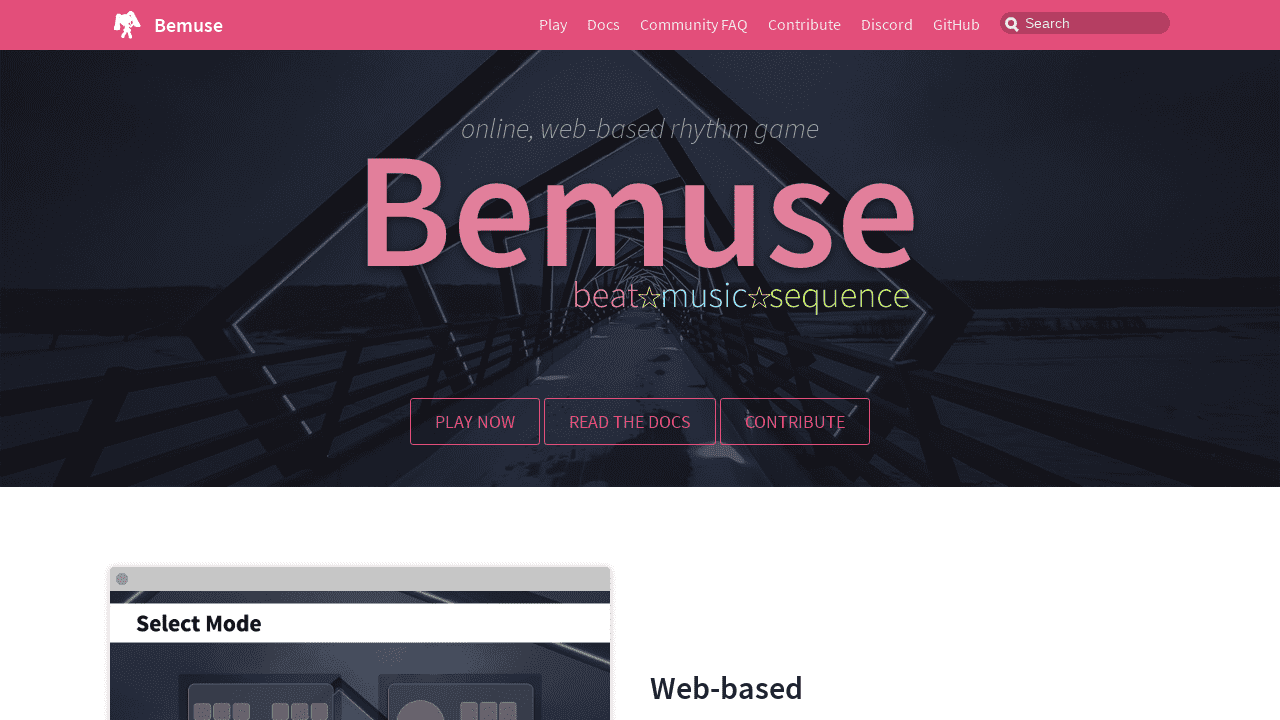 Bemuse
Play
Docs
Community FAQ
Contribute
Discord
GitHub
Search
online, web-based rhythm game
Bemuse
beat☆music☆sequence
PLAY NOW
READ THE DOCS
CONTRIBUTE
Select Mode
Web-based